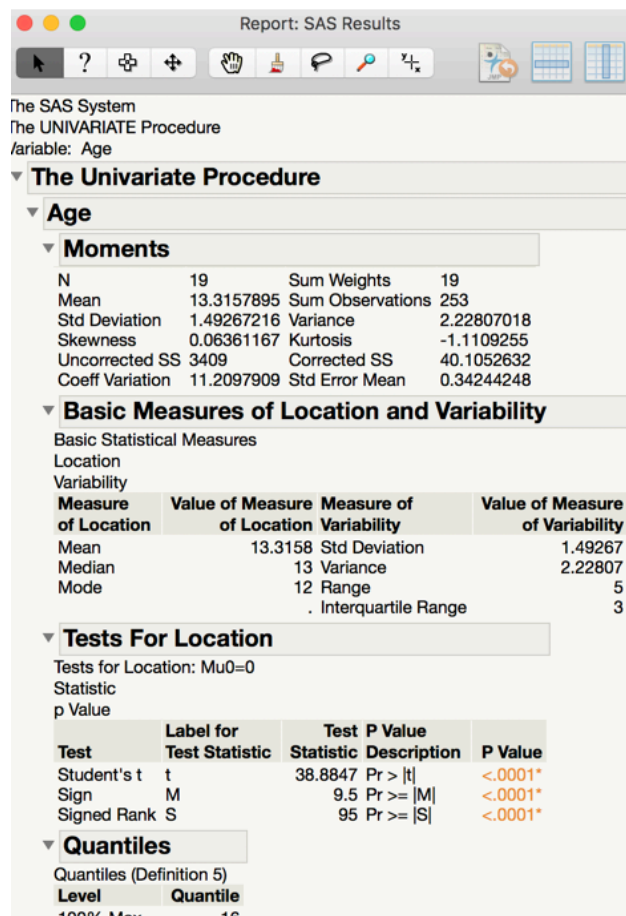 Report: SAS Results
The SAS System
The UNIVARIATE Procedure
Variable: Age
The Univariate Procedure
Age
Moments
N 19 Sum Weights 19
Mean 13.3157895 Sum Observations 253
Std Deviation 1.49267216 Variance 2.22807018
Skewness 0.06361167 Kurtosis -1.1109255
Uncorrected SS 3409 Corrected SS 40.1052632
Coeff Variation 11.2097909 Std Error Mean 0.34244248
Basic Measures of Location and Variability
Basic Statistical Measures
Location
Variability
Measure Value of Measure Measure of Value of Measure
of Location of Location Variability of Variability
Mean 13.3158 Std Deviation 1.49267
Median 13 Variance 2.22807
Mode 12 Range 5
. Interquartile Range 3
Tests For Location
Tests for Location: Mu0=0
Statistic
p Value
Label for Test P Value
Test Test Statistic Statistic Description P Value
Student's t t 38.8847 Pr > |t| <.0001*
Sign M 9.5 Pr >= |M| <.0001*
Signed Rank S 95 Pr >= |S| <.0001*
Quantiles
Quantiles (Definition 5)
Level Quantile
100% Max 16